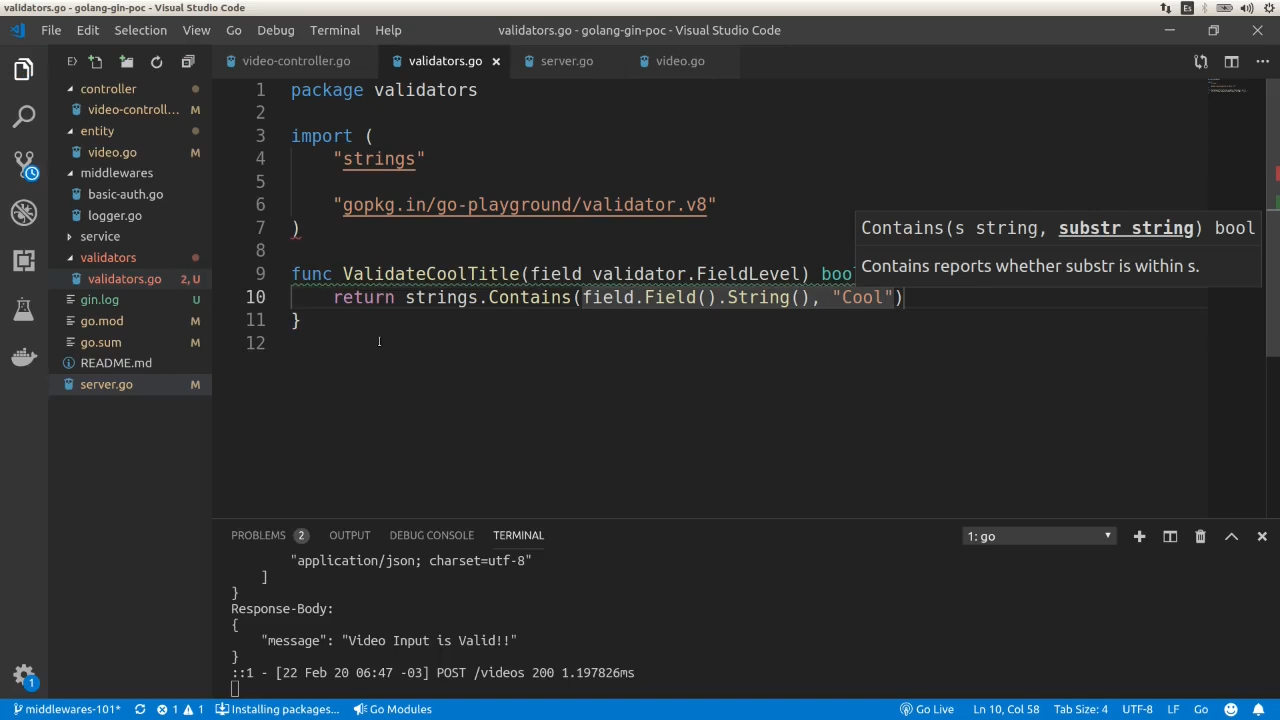 validators.go - golang-gin-poc - Visual Studio Code
Es
File Edit Selection View Go Debug Terminal Help
validators.go - golang-gin-poc - Visual Studio Code
video-controller.go
validators.go
server.go
video.go
controller
video-controll... M
entity
video.go M
middlewares
basic-auth.go
logger.go
service
validators
validators.go 2, U
gin.log U
go.mod M
go.sum M
README.md
server.go M
1
1 package validators
2
3 import (
4 "strings"
5
6 "gopkg.in/go-playground/validator.v8"
7 )
8
9 func ValidateCoolTitle(field validator.FieldLevel) bool
10 return strings.Contains(field.Field().String(), "Cool")
11 }
12
Contains(s string, substr string) bool
Contains reports whether substr is within s.
PROBLEMS 2 OUTPUT DEBUG CONSOLE TERMINAL
1: go
"application/json; charset=utf-8"
]
}
Response-Body:
{
"message": "Video Input is Valid!!"
}
::1 - [22 Feb 20 06:47 -03] POST /videos 200 1.197826ms
middlewares-101* 1 1 Installing packages... Go Modules Go Live Ln 10, Col 58 Tab Size: 4 UTF-8 LF Go